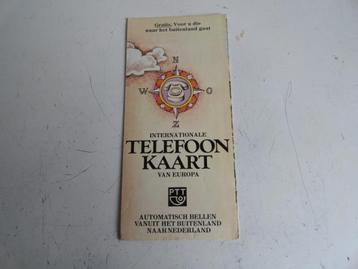 Gratis, Voor u die
naar het buitenland gaat
N
W O
Z
INTERNATIONALE
TELEFOON
KAART
VAN EUROPA
PTT
AUTOMATISCH BELLEN
VANUIT HET BUITENLAND
NAAR NEDERLAND